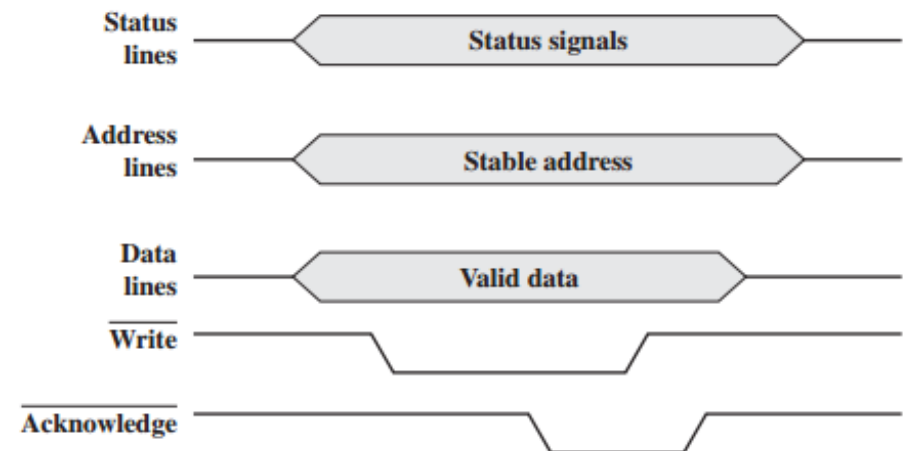 Status
lines
Status signals
Address
lines
Stable address
Data
lines
Valid data
Write
Acknowledge